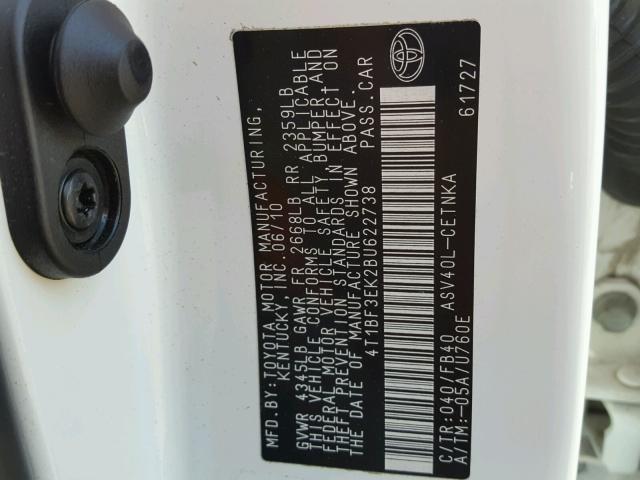 MFD.BY:TOYOTA MOTOR MANUFACTURING,
KENTUCKY, INC. 06/10
GVWR 4345LB GAWR FR 2668LB RR 2359LB
THIS VEHICLE CONFORMS TO ALL APPLICABLE
FEDERAL MOTOR VEHICLE SAFETY BUMPER,AND
THEFT PREVENTION STANDARDS IN EFFECT ON
THE DATE OF MANUFACTURE SHOWN ABOVE.
4T1BF3EK2BU622738 PASS.CAR
C/TR:040/FB40 ASV40L-CETNKA
A/TM:-05A/U760E 61727